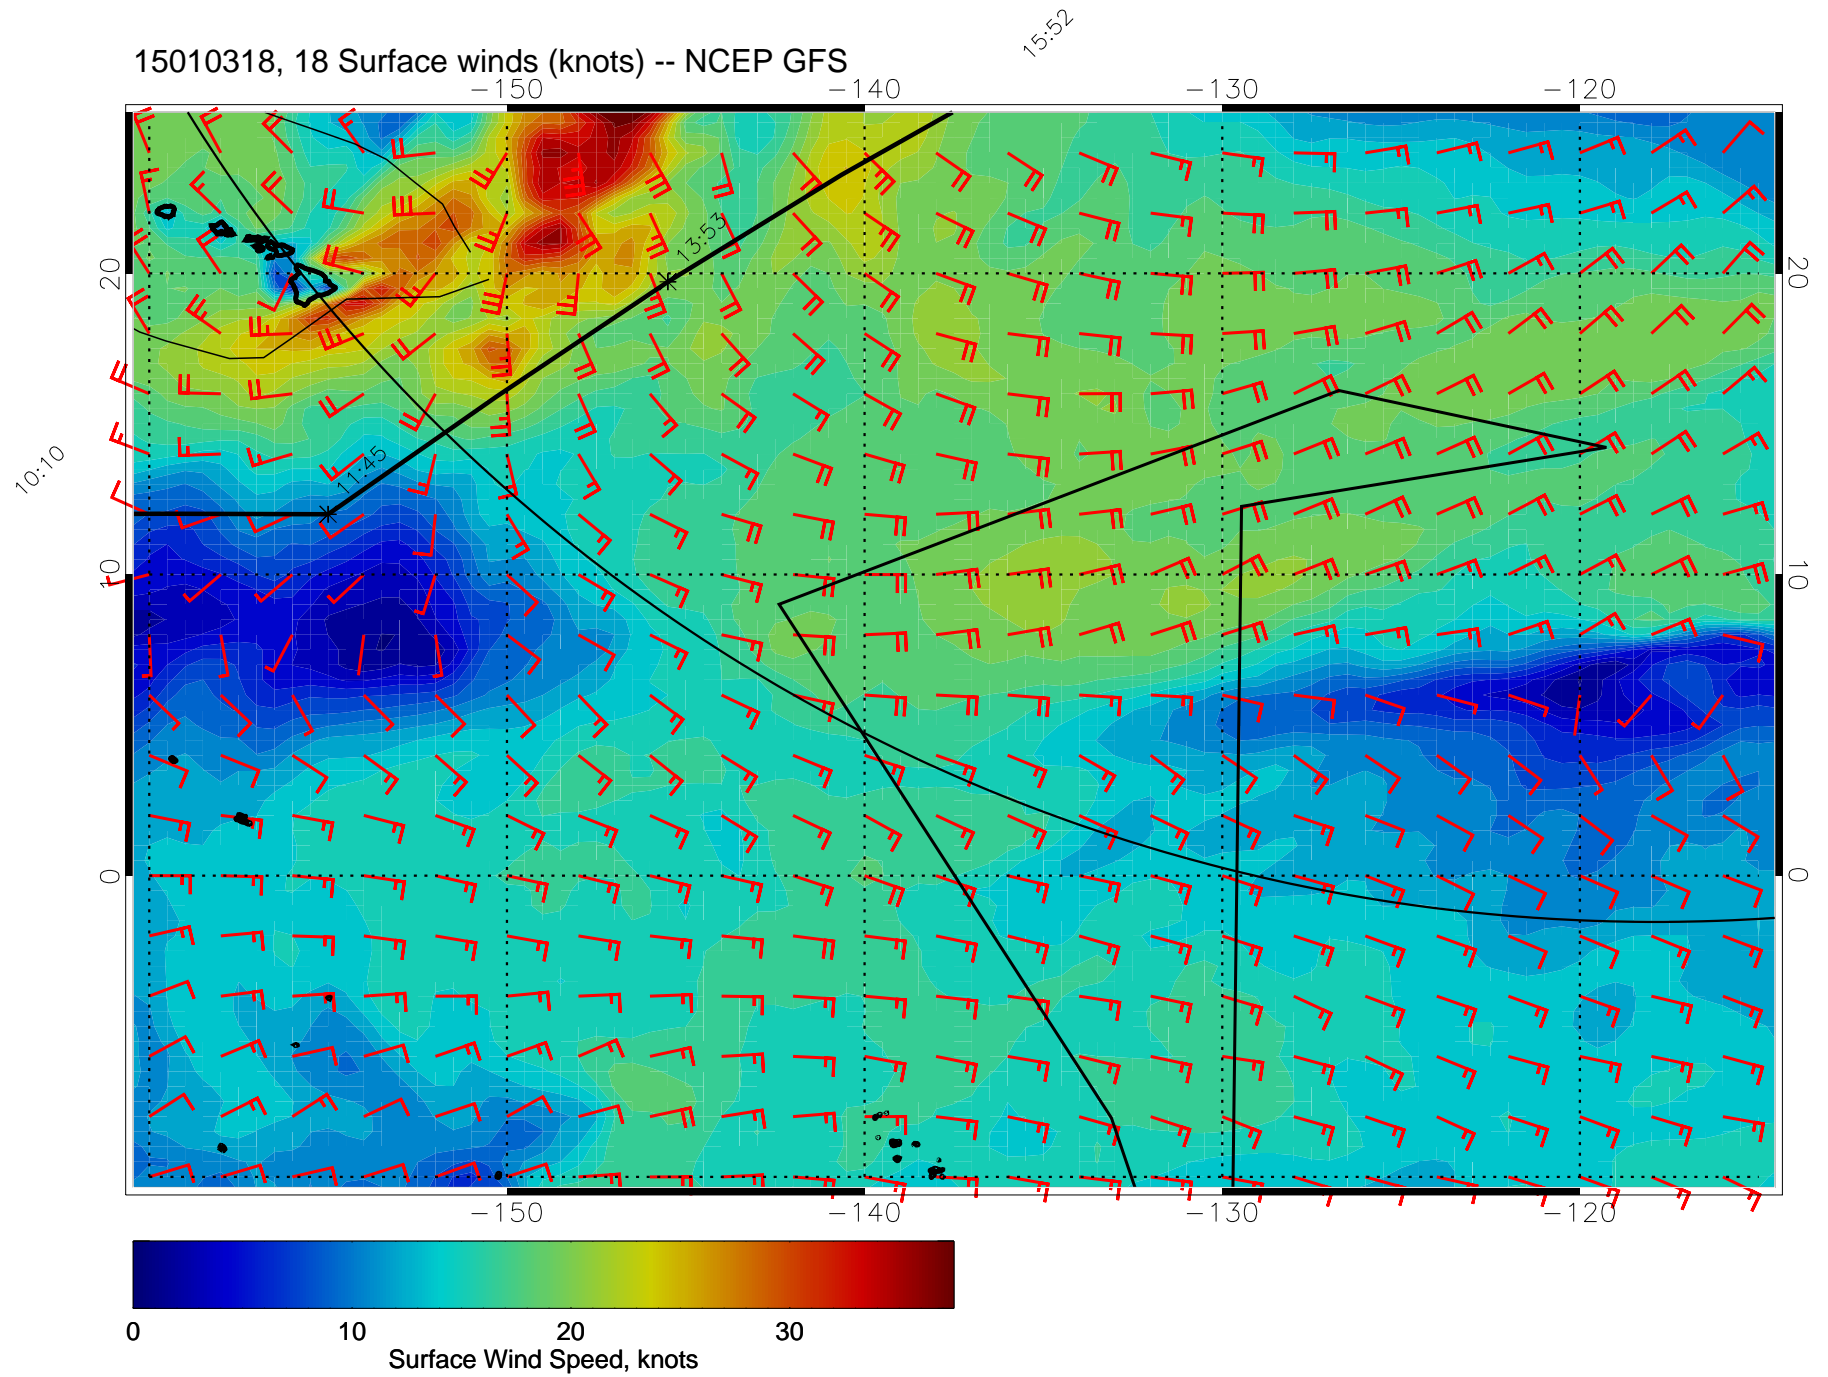 15:52
15010318, 18 Surface winds (knots) -- NCEP GFS
−150 −140 −130 −120
13:53
20 20
10:10
11:45
10 10
0 0
−150 −140 −130 −120
0 10 20 30
Surface Wind Speed, knots